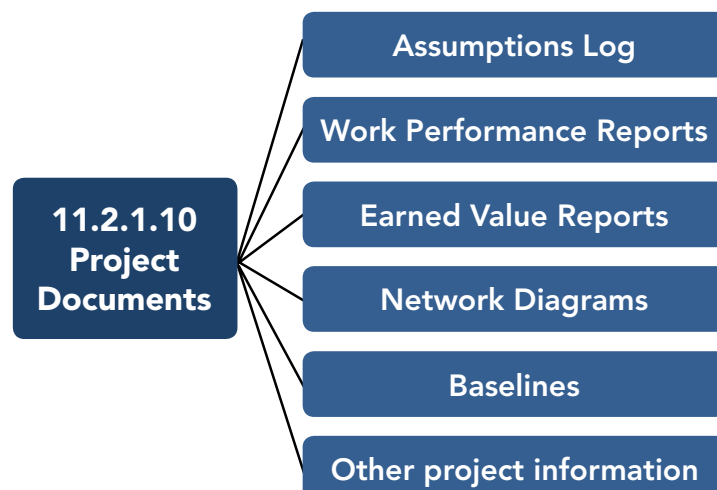 Assumptions Log
Work Performance Reports
11.2.1.10
Project
Documents
Earned Value Reports
Network Diagrams
Baselines
Other project information